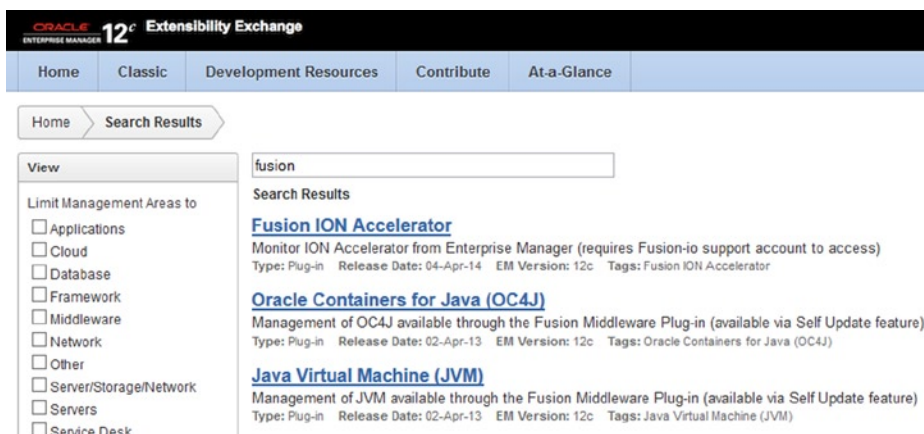 ORACLE
ENTERPRISE MANAGER 12c Extensibility Exchange
Home Classic Development Resources Contribute At-a-Glance
Home Search Results
View
Limit Management Areas to
Applications
Cloud
Database
Framework
Middleware
Network
Other
Server/Storage/Network
Servers
Service Desk
fusion
Search Results
Fusion ION Accelerator
Monitor ION Accelerator from Enterprise Manager (requires Fusion-io support account to access)
Type: Plug-in Release Date: 04-Apr-14 EM Version: 12c Tags: Fusion ION Accelerator
Oracle Containers for Java (OC4J)
Management of OC4J available through the Fusion Middleware Plug-in (available via Self Update feature)
Type: Plug-in Release Date: 02-Apr-13 EM Version: 12c Tags: Oracle Containers for Java (OC4J)
Java Virtual Machine (JVM)
Management of JVM available through the Fusion Middleware Plug-in (available via Self Update feature)
Type: Plug-in Release Date: 02-Apr-13 EM Version: 12c Tags: Java Virtual Machine (JVM)